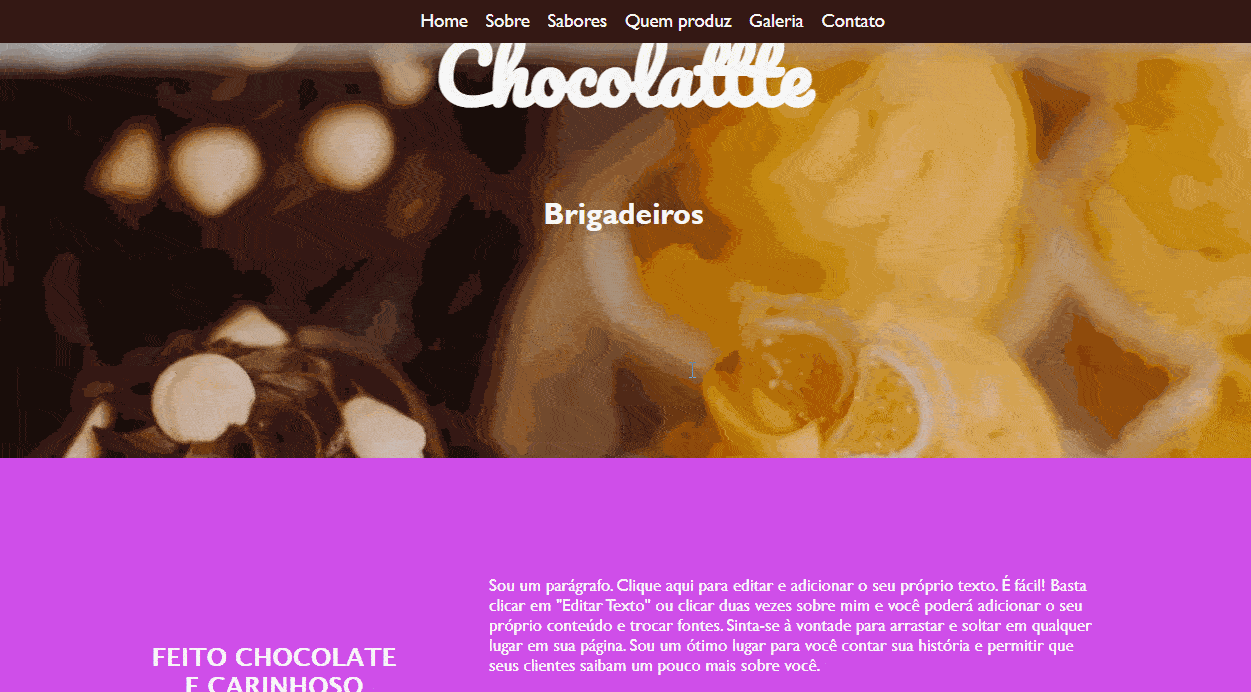 Home Sobre Sabores Quem produz Galeria Contato
Chocolattte
Brigadeiros
Sou um parágrafo. Clique aqui para editar e adicionar o seu próprio texto. É fácil! Basta
clicar em "Editar Texto" ou clicar duas vezes sobre mim e você poderá adicionar o seu
próprio conteúdo e trocar fontes. Sinta-se à vontade para arrastar e soltar em qualquer
lugar em sua página. Sou um ótimo lugar para você contar sua história e permitir que
seus clientes saibam um pouco mais sobre você.
FEITO CHOCOLATE
E CARINHOSO